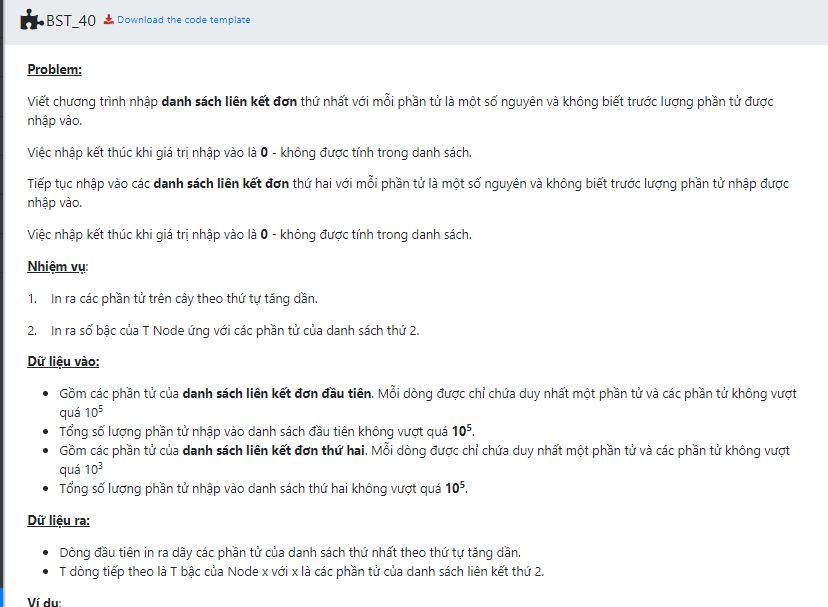 BST_40 Download the code template
Problem:
Viết chương trình nhập danh sách liên kết đơn thứ nhất với mỗi phần tử là một số nguyên và không biết trước lượng phần tử được
nhập vào.
Việc nhập kết thúc khi giá trị nhập vào là 0 - không được tính trong danh sách.
Tiếp tục nhập vào các danh sách liên kết đơn thứ hai với mỗi phần tử là một số nguyên và không biết trước lượng phần tử nhập được
nhập vào.
Việc nhập kết thúc khi giá trị nhập vào là 0 - không được tính trong danh sách.
Nhiệm vụ:
1. In ra các phần tử trên cây theo thứ tự tăng dần.
2. In ra số bậc của T Node ứng với các phần tử của danh sách thứ 2.
Dữ liệu vào:
• Gồm các phần tử của danh sách liên kết đơn đầu tiên. Mỗi dòng được chỉ chứa duy nhất một phần tử và các phần tử không vượt
quá 10⁵
• Tổng số lượng phần tử nhập vào danh sách đầu tiên không vượt quá 10⁵.
• Gồm các phần tử của danh sách liên kết đơn thứ hai. Mỗi dòng được chỉ chứa duy nhất một phần tử và các phần tử không vượt
quá 10³
• Tổng số lượng phần tử nhập vào danh sách thứ hai không vượt quá 10⁵.
Dữ liệu ra:
• Dòng đầu tiên in ra dãy các phần tử của danh sách thứ nhất theo thứ tự tăng dần.
• T dòng tiếp theo là T bậc của Node x với x là các phần tử của danh sách liên kết thứ 2.
Ví dụ: